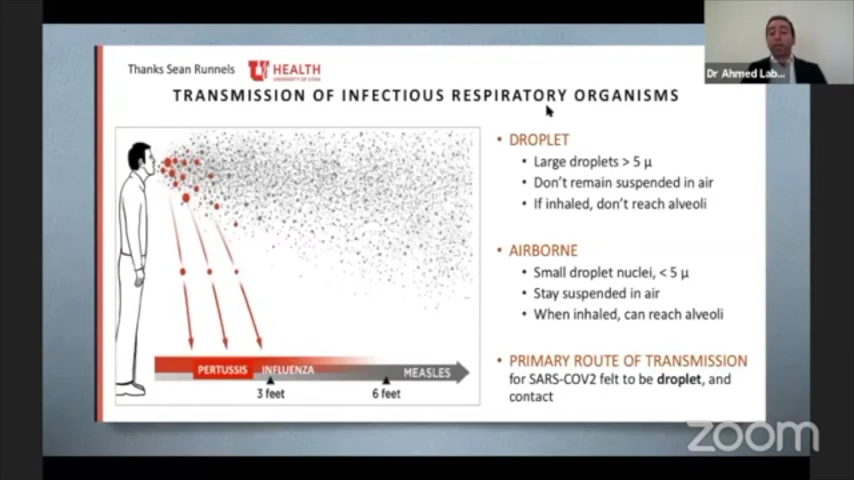 Thanks Sean Runnels
HEALTH
UNIVERSITY OF UTAH
Dr Ahmed Lab...
TRANSMISSION OF INFECTIOUS RESPIRATORY ORGANISMS
• DROPLET
• Large droplets > 5 µ
• Don't remain suspended in air
• If inhaled, don't reach alveoli
• AIRBORNE
• Small droplet nuclei, < 5 µ
• Stay suspended in air
• When inhaled, can reach alveoli
• PRIMARY ROUTE OF TRANSMISSION
for SARS-COV2 felt to be droplet, and
contact
PERTUSSIS INFLUENZA MEASLES
3 feet 6 feet
zoom